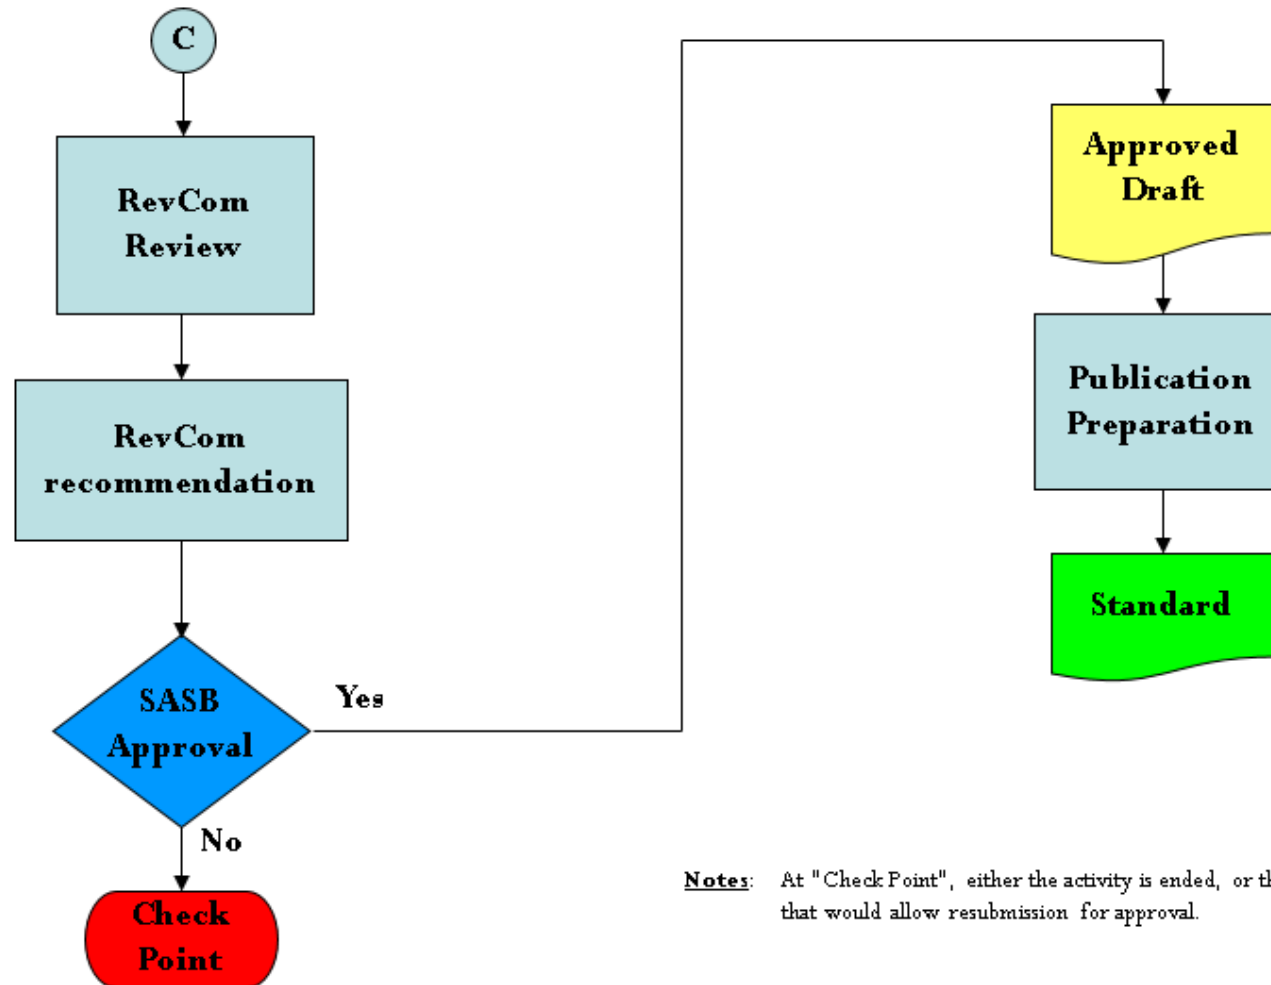 C
RevCom
Review
RevCom
recommendation
SASB
Approval
Yes
No
Check
Point
Approved
Draft
Publication
Preparation
Standard
Notes: At "Check Point", either the activity is ended, or th
that would allow resubmission for approval.